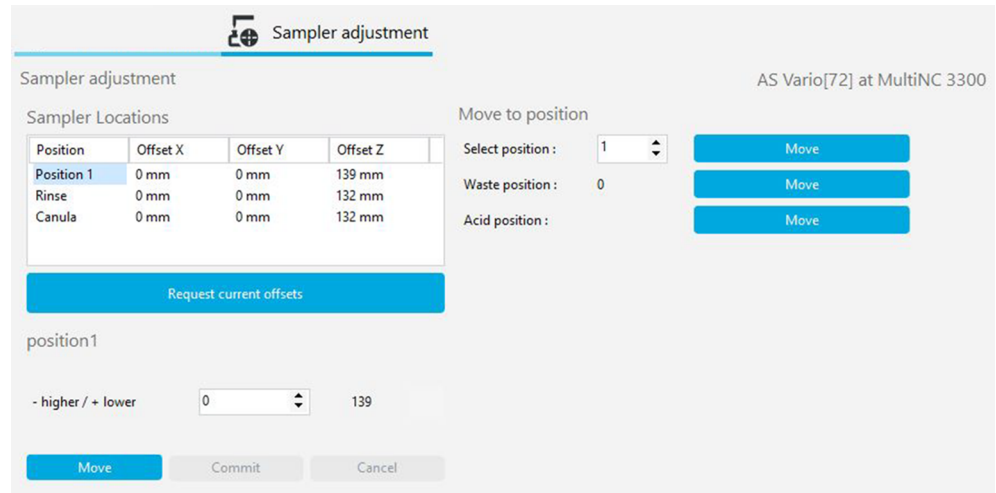 Sampler adjustment
Sampler adjustment
AS Vario[72] at MultiNC 3300
Sampler Locations
Position Offset X Offset Y Offset Z
Position 1 0 mm 0 mm 139 mm
Rinse 0 mm 0 mm 132 mm
Canula 0 mm 0 mm 132 mm
Request current offsets
position1
- higher / + lower 0 139
Move Commit Cancel
Move to position
Select position : 1 Move
Waste position : 0 Move
Acid position : Move